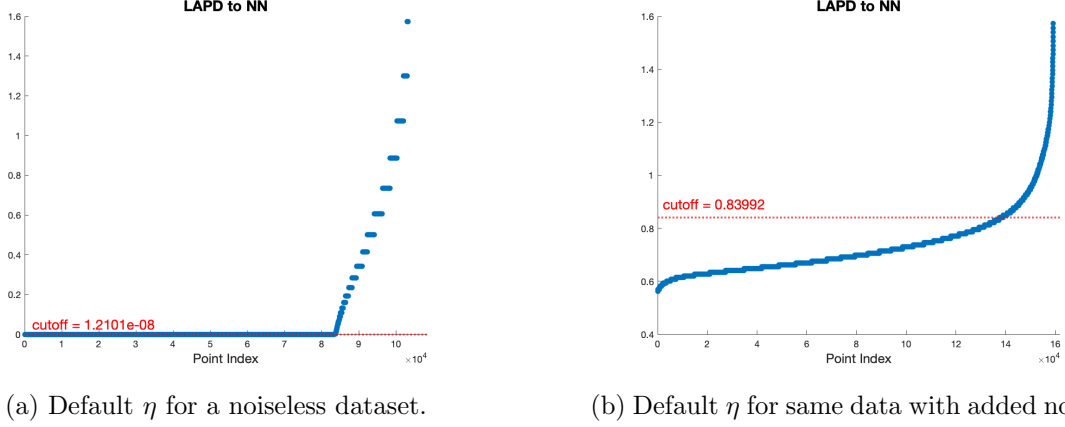 LAPD to NN
1.6
1.4
1.2
1
0.8
0.6
0.4
0.2
0
cutoff = 1.2101e-08
0 1 2 3 4 5 6 7 8 9 10
Point Index
×10⁴
(a) Default η for a noiseless dataset.
LAPD to NN
1.6
1.4
1.2
1
cutoff = 0.83992
0.8
0.6
0.4
0 2 4 6 8 10 12 14 16
Point Index
×10⁴
(b) Default η for same data with added no